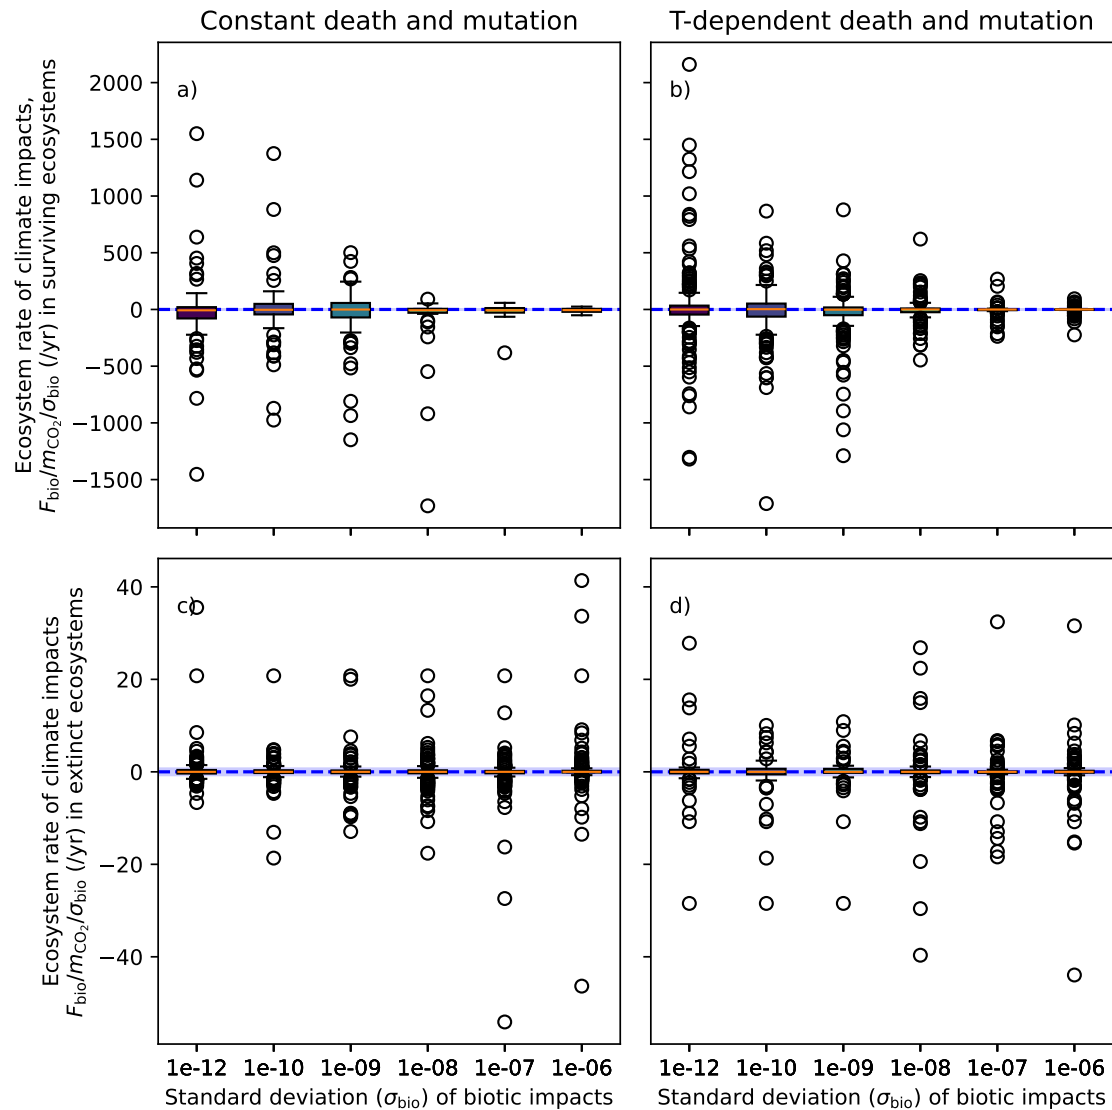 Constant death and mutation
T-dependent death and mutation
Ecosystem rate of climate impacts,
F_bio/m_CO₂/σ_bio (/yr) in surviving ecosystems
a)
2000
1500
1000
500
0
−500
−1000
−1500
b)
Ecosystem rate of climate impacts
F_bio/m_CO₂/σ_bio (/yr) in extinct ecosystems
c)
40
20
0
−20
−40
d)
1e-12 1e-10 1e-09 1e-08 1e-07 1e-06
Standard deviation (σ_bio) of biotic impacts
1e-12 1e-10 1e-09 1e-08 1e-07 1e-06
Standard deviation (σ_bio) of biotic impacts